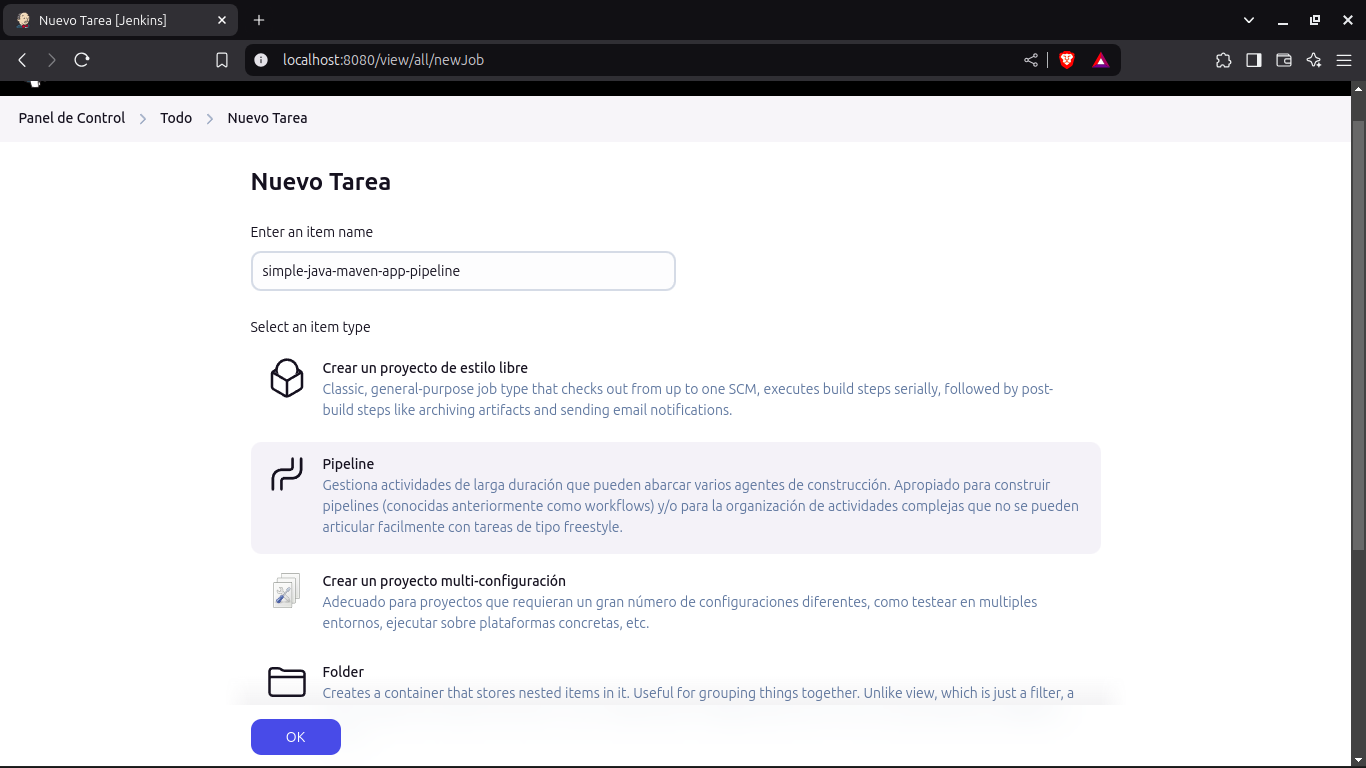 Nuevo Tarea [Jenkins]
localhost:8080/view/all/newJob
Panel de Control > Todo > Nuevo Tarea
Nuevo Tarea
Enter an item name
simple-java-maven-app-pipeline
Select an item type
Crear un proyecto de estilo libre
Classic, general-purpose job type that checks out from up to one SCM, executes build steps serially, followed by post-
build steps like archiving artifacts and sending email notifications.
Pipeline
Gestiona actividades de larga duración que pueden abarcar varios agentes de construcción. Apropiado para construir
pipelines (conocidas anteriormente como workflows) y/o para la organización de actividades complejas que no se pueden
articular facilmente con tareas de tipo freestyle.
Crear un proyecto multi-configuración
Adecuado para proyectos que requieran un gran número de configuraciones diferentes, como testear en multiples
entornos, ejecutar sobre plataformas concretas, etc.
Folder
Creates a container that stores nested items in it. Useful for grouping things together. Unlike view, which is just a filter, a
OK